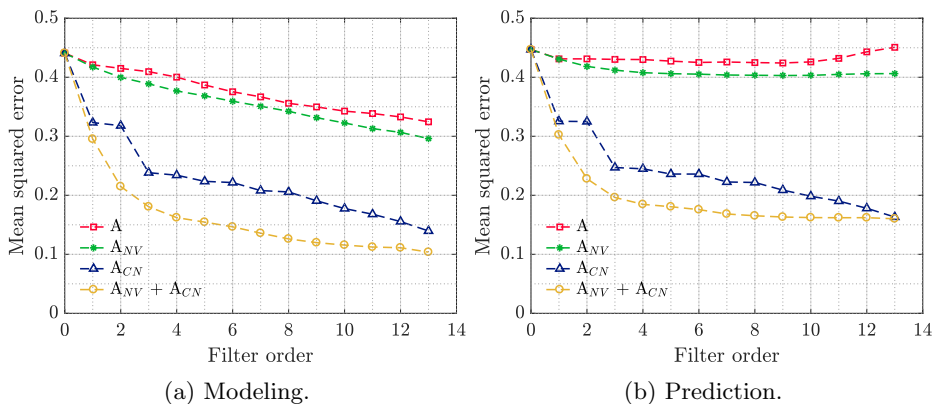 0.5
0.4
0.3
0.2
0.1
0
Mean squared error
A
A_NV
A_CN
A_NV + A_CN
0 2 4 6 8 10 12 14
Filter order
(a) Modeling.
0.5
0.4
0.3
0.2
0.1
0
Mean squared error
A
A_NV
A_CN
A_NV + A_CN
0 2 4 6 8 10 12 14
Filter order
(b) Prediction.